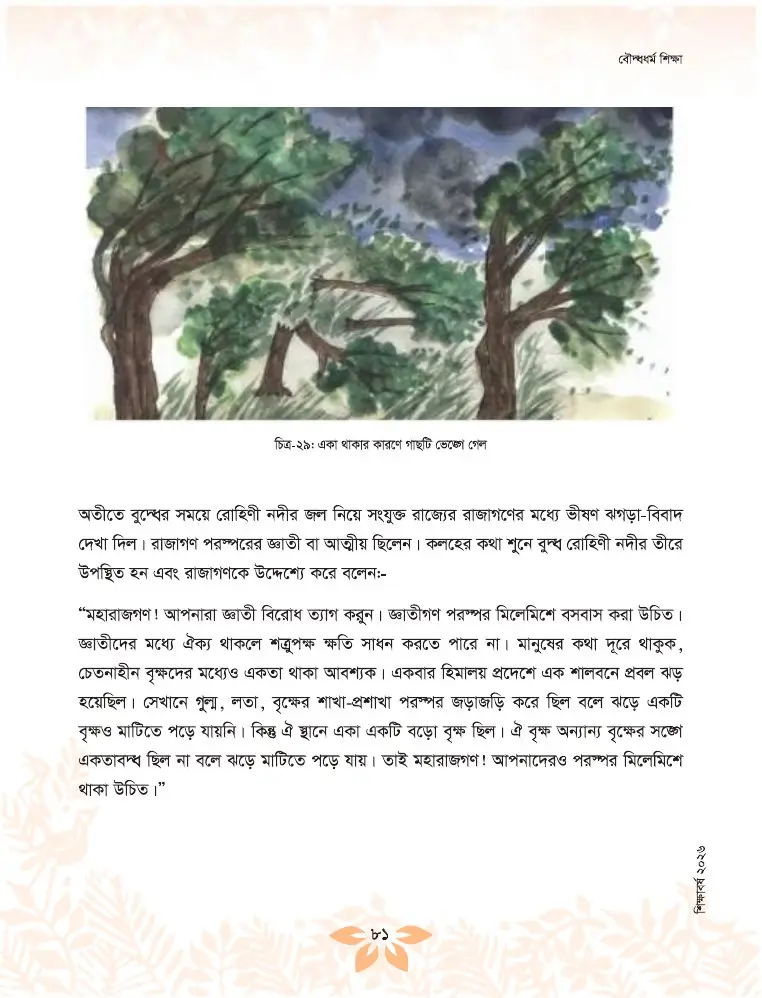 বৌদ্ধধর্ম শিক্ষা
চিত্র-২৯: একা থাকার কারণে গাছটি ভেঙ্গে গেল
অতীতে বুদ্ধের সময়ে রোহিণী নদীর জল নিয়ে সংযুক্ত রাজ্যের রাজাগণের মধ্যে ভীষণ ঝগড়া-বিবাদ
দেখা দিল। রাজাগণ পরস্পরের জ্ঞাতী বা আত্মীয় ছিলেন। কলহের কথা শুনে বুদ্ধ রোহিণী নদীর তীরে
উপস্থিত হন এবং রাজাগণকে উদ্দেশ্যে করে বলেন:-
“মহারাজগণ! আপনারা জ্ঞাতী বিরোধ ত্যাগ করুন। জ্ঞাতীগণ পরস্পর মিলেমিশে বসবাস করা উচিত।
জ্ঞাতীদের মধ্যে ঐক্য থাকলে শত্রুপক্ষ ক্ষতি সাধন করতে পারে না। মানুষের কথা দূরে থাকুক,
চেতনাহীন বৃক্ষদের মধ্যেও একতা থাকা আবশ্যক। একবার হিমালয় প্রদেশে এক শালবনে প্রবল ঝড়
হয়েছিল। সেখানে গুল্ম, লতা, বৃক্ষের শাখা-প্রশাখা পরস্পর জড়াজড়ি করে ছিল বলে ঝড়ে একটি
বৃক্ষও মাটিতে পড়ে যায়নি। কিন্তু ঐ স্থানে একা একটি বড়ো বৃক্ষ ছিল। ঐ বৃক্ষ অন্যান্য বৃক্ষের সঙ্গে
একতাবদ্ধ ছিল না বলে ঝড়ে মাটিতে পড়ে যায়। তাই মহারাজগণ! আপনাদেরও পরস্পর মিলেমিশে
থাকা উচিত।”
শিক্ষাবর্ষ ২০২৬
৮১